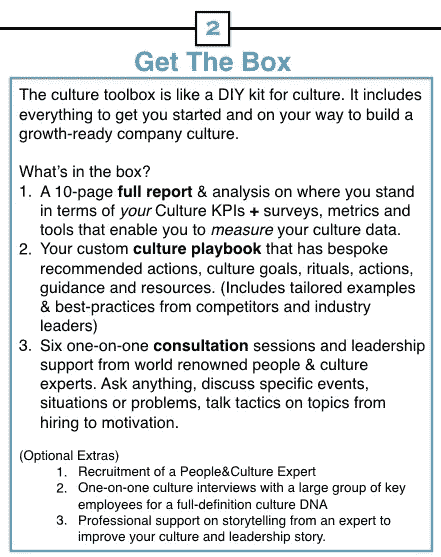 2
Get The Box
The culture toolbox is like a DIY kit for culture. It includes
everything to get you started and on your way to build a
growth-ready company culture.
What's in the box?
1. A 10-page full report & analysis on where you stand
in terms of your Culture KPIs + surveys, metrics and
tools that enable you to measure your culture data.
2. Your custom culture playbook that has bespoke
recommended actions, culture goals, rituals, actions,
guidance and resources. (Includes tailored examples
& best-practices from competitors and industry
leaders)
3. Six one-on-one consultation sessions and leadership
support from world renowned people & culture
experts. Ask anything, discuss specific events,
situations or problems, talk tactics on topics from
hiring to motivation.
(Optional Extras)
1. Recruitment of a People&Culture Expert
2. One-on-one culture interviews with a large group of key
employees for a full-definition culture DNA
3. Professional support on storytelling from an expert to
improve your culture and leadership story.